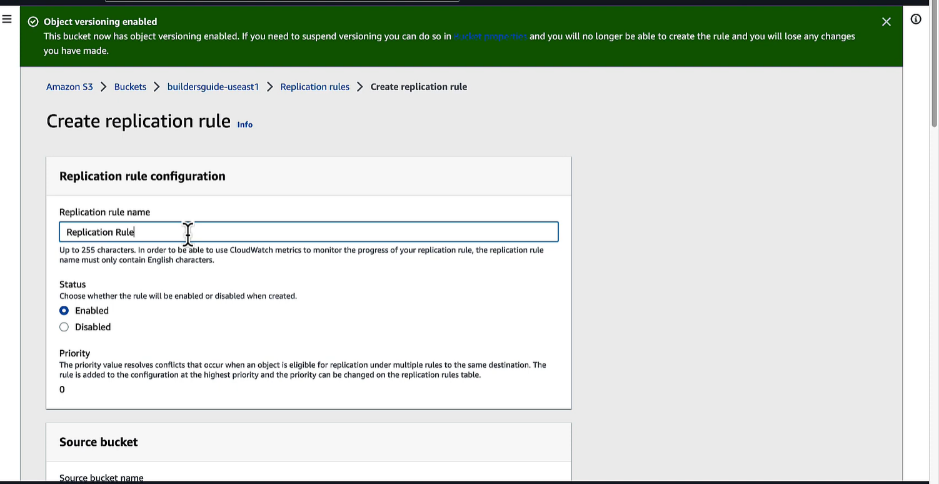 Object versioning enabled
This bucket now has object versioning enabled. If you need to suspend versioning you can do so in bucket properties and you will no longer be able to create the rule and you will lose any changes
you have made.
Amazon S3 > Buckets > buildersguide-useast1 > Replication rules > Create replication rule
Create replication rule Info
Replication rule configuration
Replication rule name
Replication Rule
Up to 255 characters. In order to be able to use CloudWatch metrics to monitor the progress of your replication rule, the replication rule
name must only contain English characters.
Status
Choose whether the rule will be enabled or disabled when created.
Enabled
Disabled
Priority
The priority value resolves conflicts that occur when an object is eligible for replication under multiple rules to the same destination. The
rule is added to the configuration at the highest priority and the priority can be changed on the replication rules table.
0
Source bucket
Source bucket name